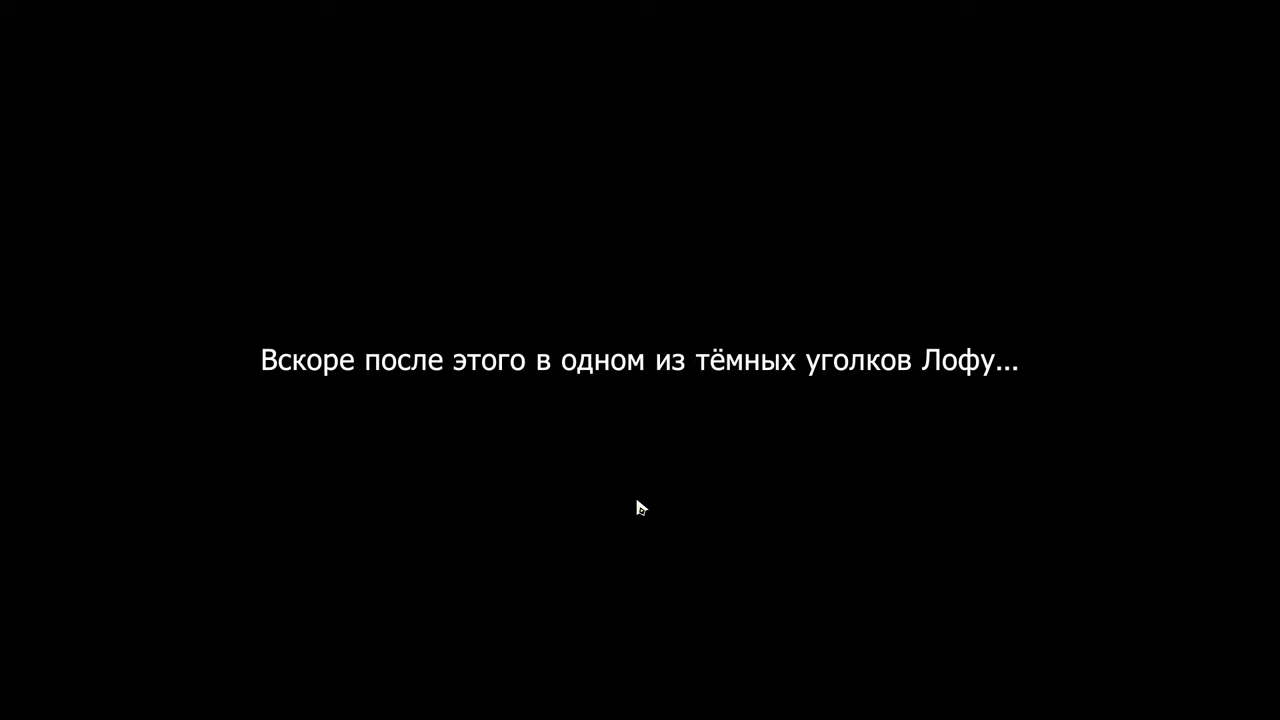 Вскоре после этого в одном из тёмных уголков Лофу...